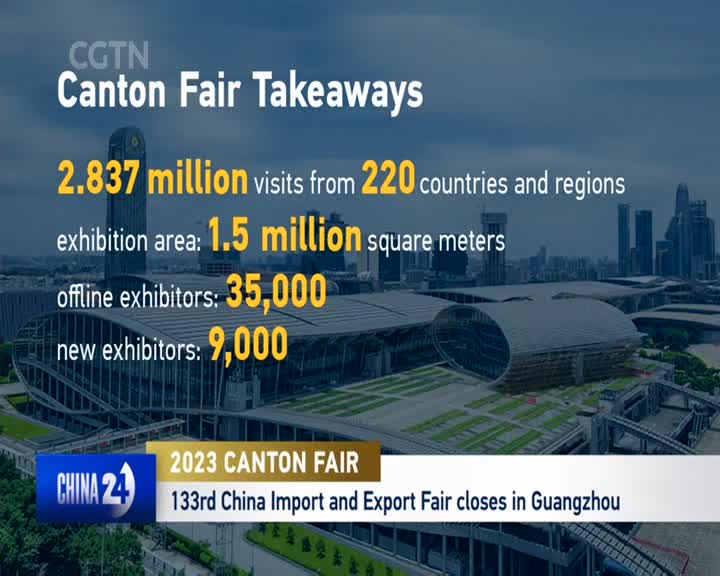 CGTN
Canton Fair Takeaways
2.837 million visits from 220 countries and regions
exhibition area: 1.5 million square meters
offline exhibitors: 35,000
new exhibitors: 9,000
2023 CANTON FAIR
CHINA 24
133rd China Import and Export Fair closes in Guangzhou